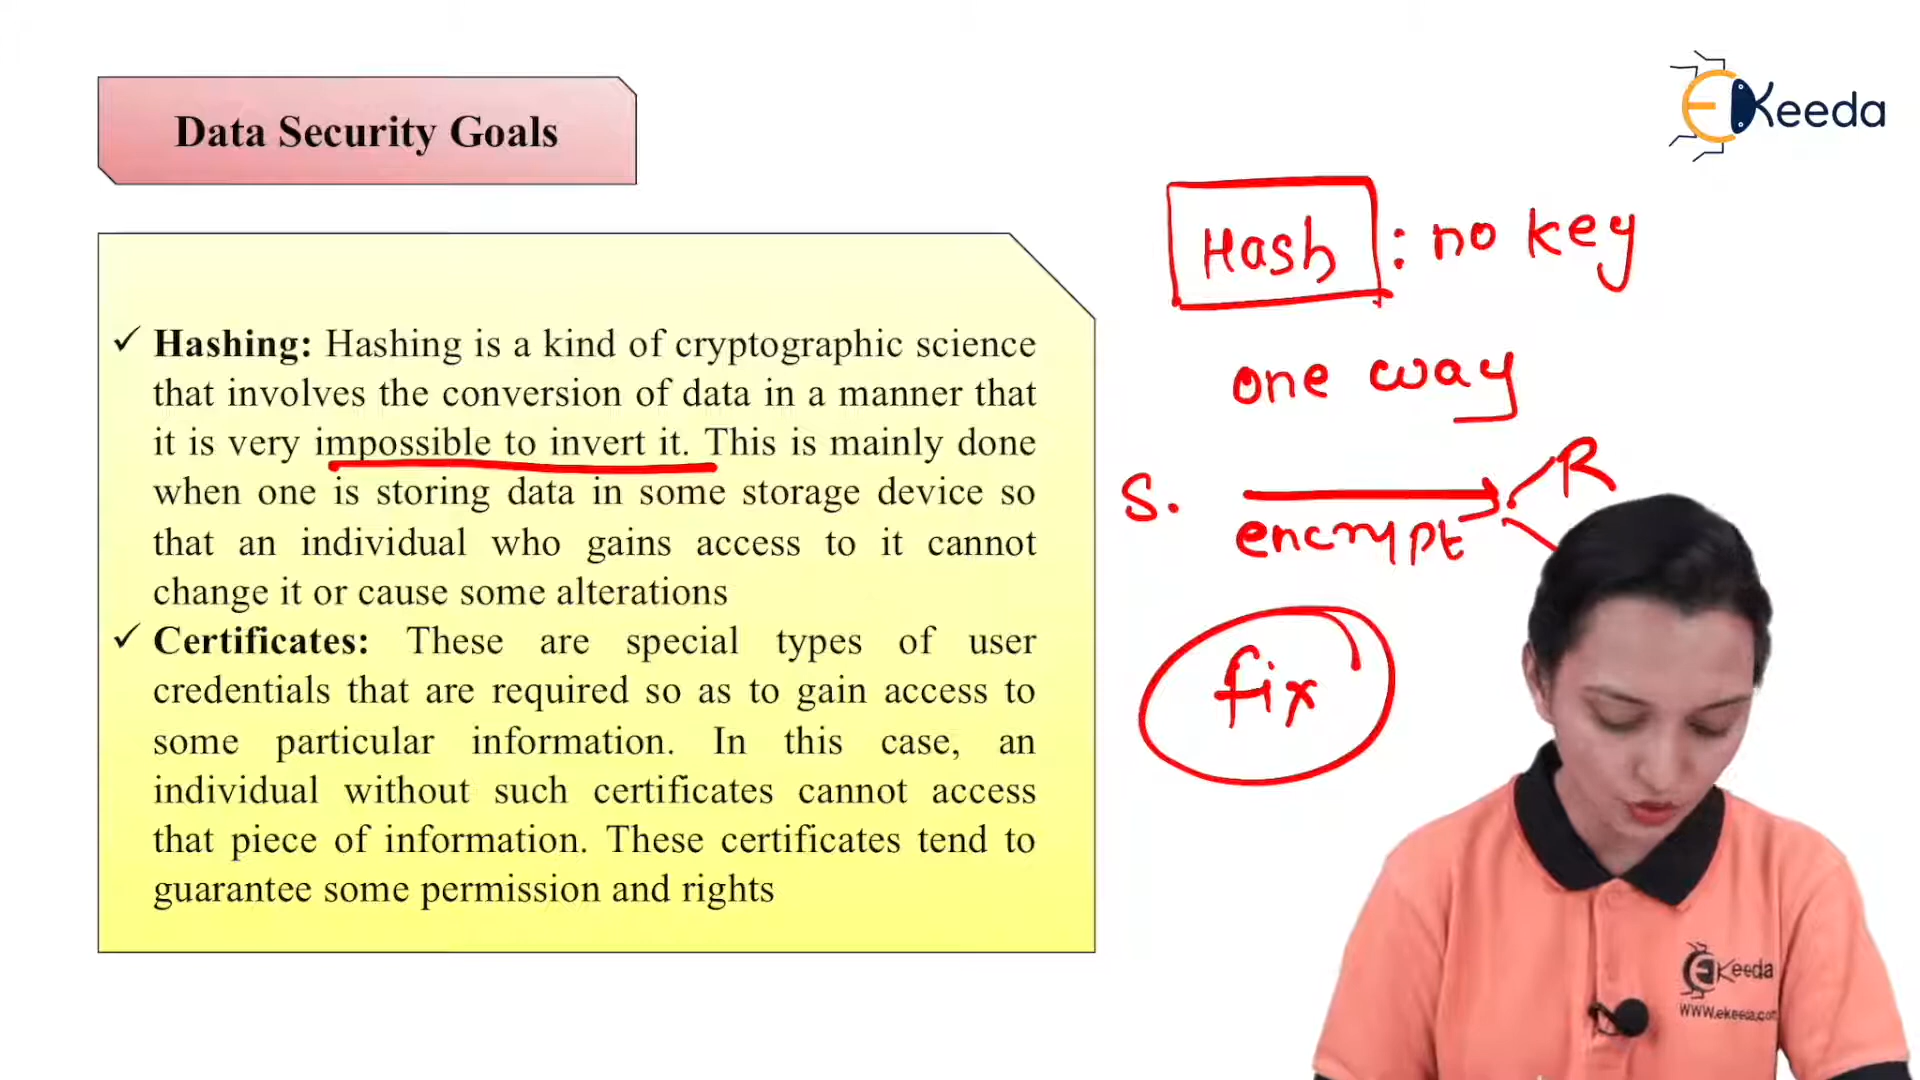 Data Security Goals
EKeeda
Hash : no key
one way
✓ Hashing: Hashing is a kind of cryptographic science
that involves the conversion of data in a manner that
it is very impossible to invert it. This is mainly done
when one is storing data in some storage device so
that an individual who gains access to it cannot
change it or cause some alterations
✓ Certificates: These are special types of user
credentials that are required so as to gain access to
some particular information. In this case, an
individual without such certificates cannot access
that piece of information. These certificates tend to
guarantee some permission and rights
S. R
encrypt
fix
EKeeda
WWW.ekeeda.com